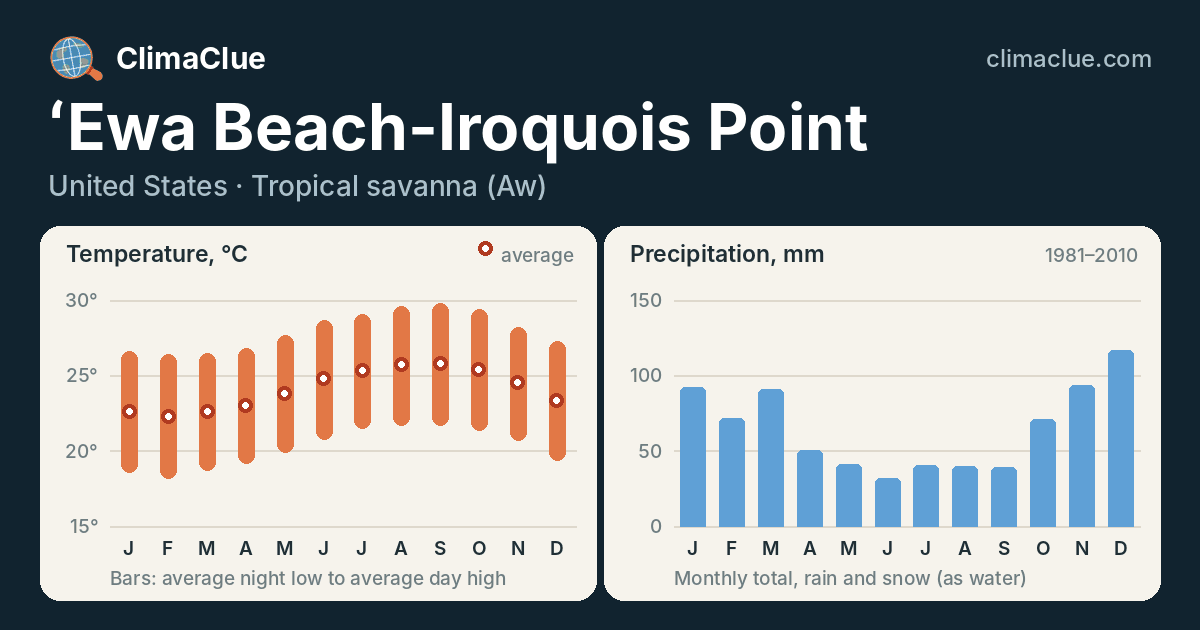 ClimaClue
climaclue.com
ʻEwa Beach-Iroquois Point
United States · Tropical savanna (Aw)
Temperature, °C
average
30°
25°
20°
15°
J F M A M J J A S O N D
Bars: average night low to average day high
Precipitation, mm
1981–2010
150
100
50
0
J F M A M J J A S O N D
Monthly total, rain and snow (as water)